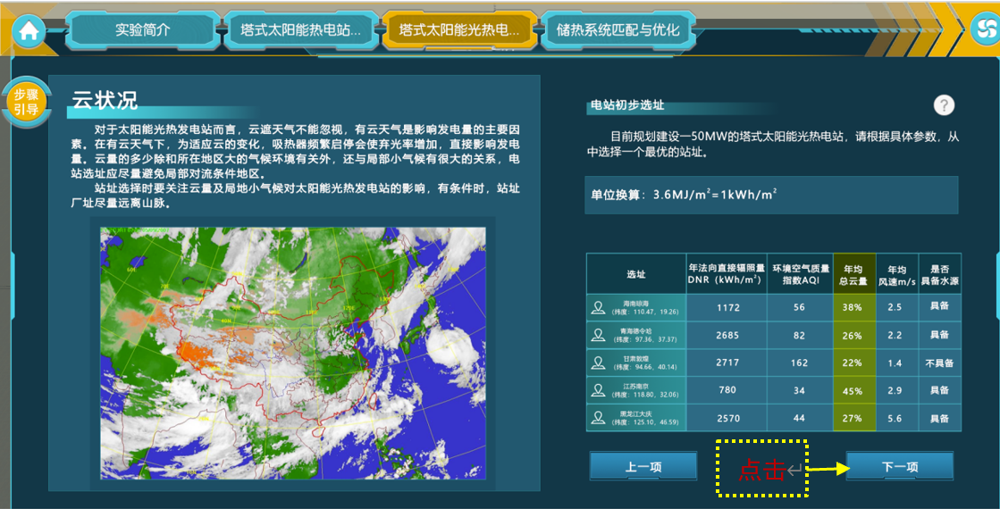 实验简介
塔式太阳能热电站...
塔式太阳能光热电...
储热系统匹配与优化
步骤
引导
云状况
对于太阳能光热发电站而言，云遮天气不能忽视，有云天气是影响发电量的主要因
素。在有云天气下，为适应云的变化，吸热器频繁启停会使弃光率增加，直接影响发电
量。云量的多少除和所在地区大的气候环境有关外，还与局部小气候有很大的关系，电
站选址应尽量避免局部对流条件地区。
站址选择时要关注云量及局地小气候对太阳能光热发电站的影响，有条件时，站址
厂址尽量远离山脉。
电站初步选址
?
目前规划建设一50MW的塔式太阳能光热电站，请根据具体参数，从
中选择一个最优的站址。
单位换算：3.6MJ/m²=1kWh/m²
选址 年法向直接辐照量 DNR（kWh/m²） 环境空气质量 指数AQI 年均 总云量 年均 风速m/s 是否 具备水源
海南琼海 （纬度：110.47，19.26） 1172 56 38% 2.5 具备
青海德令哈 （纬度：97.36，37.37） 2685 82 26% 2.2 具备
甘肃敦煌 （纬度：94.66，40.14） 2717 162 22% 1.4 不具备
江苏南京 （纬度：118.80，32.06） 780 34 45% 2.9 具备
黑龙江大庆 （纬度：125.10，46.59） 2570 44 27% 5.6 具备
上一项
点击↵
下一项